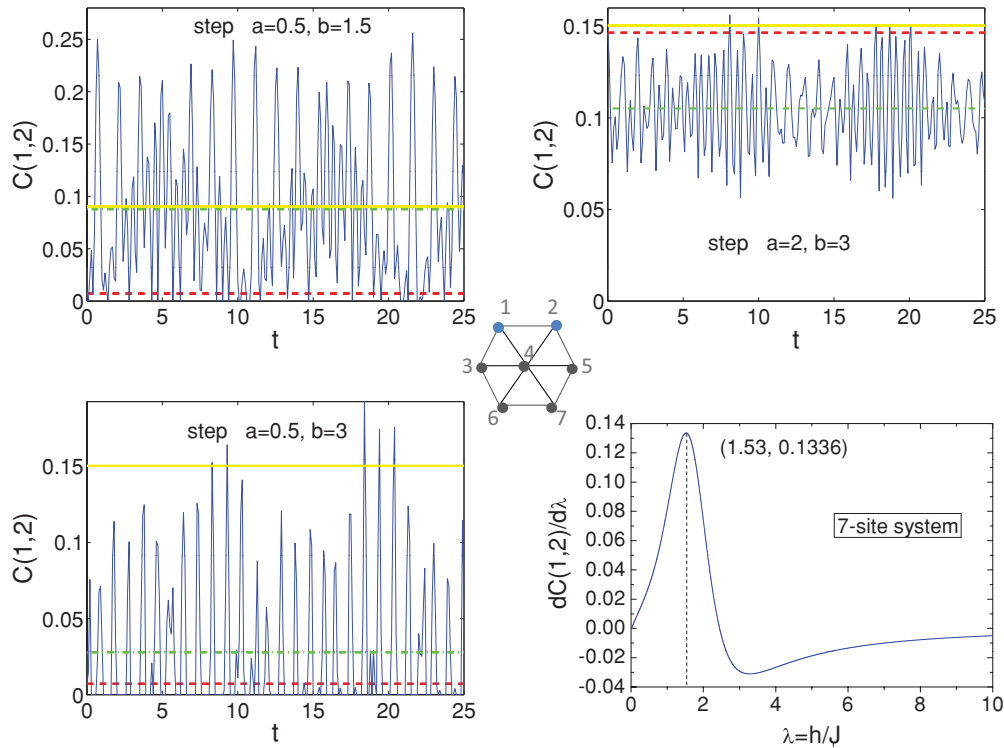 step a=0.5, b=1.5
C(1,2)
0.25
0.2
0.15
0.1
0.05
0
0 5 10 15 20 25
t
0.15
0.1
0.05
0
C(1,2)
step a=2, b=3
0 5 10 15 20 25
t
1 2
3 4 5
6 7
step a=0.5, b=3
C(1,2)
0.15
0.1
0.05
0
0 5 10 15 20 25
t
0.14
0.12
0.10
0.08
0.06
0.04
0.02
0.00
-0.02
-0.04
dC(1,2)/dλ
(1.53, 0.1336)
7-site system
0 2 4 6 8 10
λ=h/J